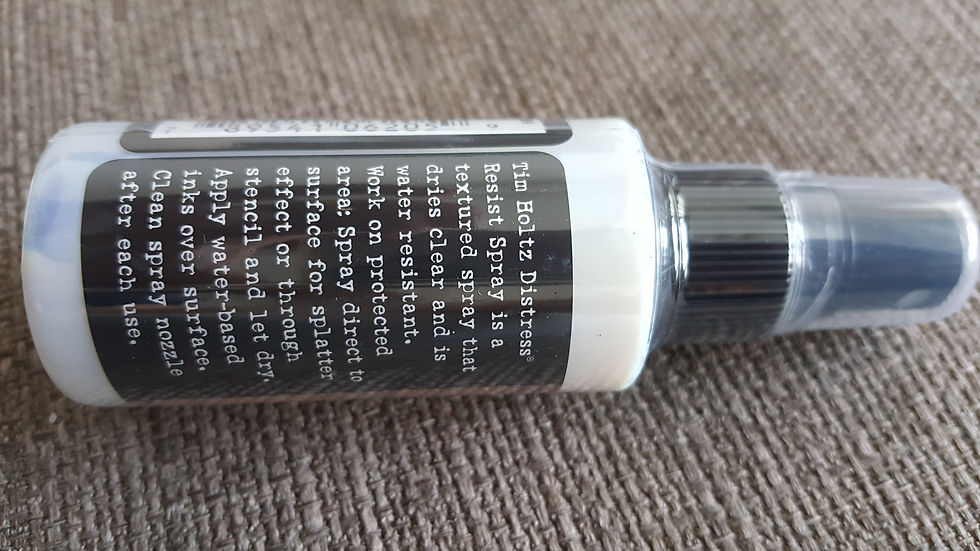 Tim Holtz Distress®
Resist Spray is a
textured spray that
dries clear and is
water resistant.
Work on protected
area; Spray direct to
surface for splatter
effect or through
stencil and let dry.
Apply water-based
inks over surface.
Clean spray nozzle
after each use.